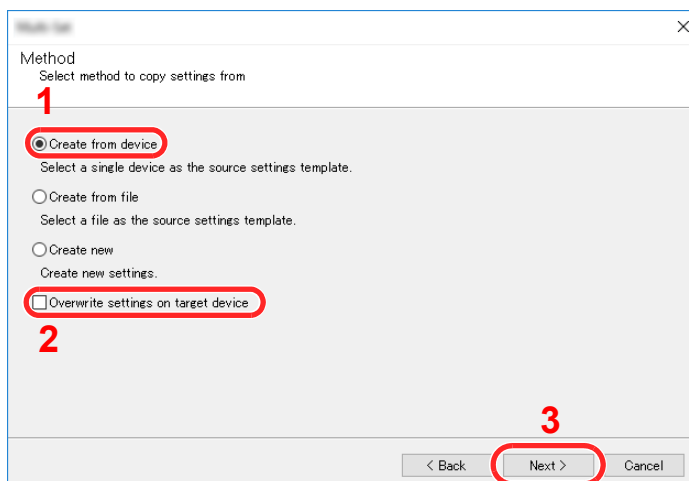 Method
Select method to copy settings from
1
Create from device
Select a single device as the source settings template.
Create from file
Select a file as the source settings template.
Create new
Create new settings.
Overwrite settings on target device
2
3
< Back Next > Cancel